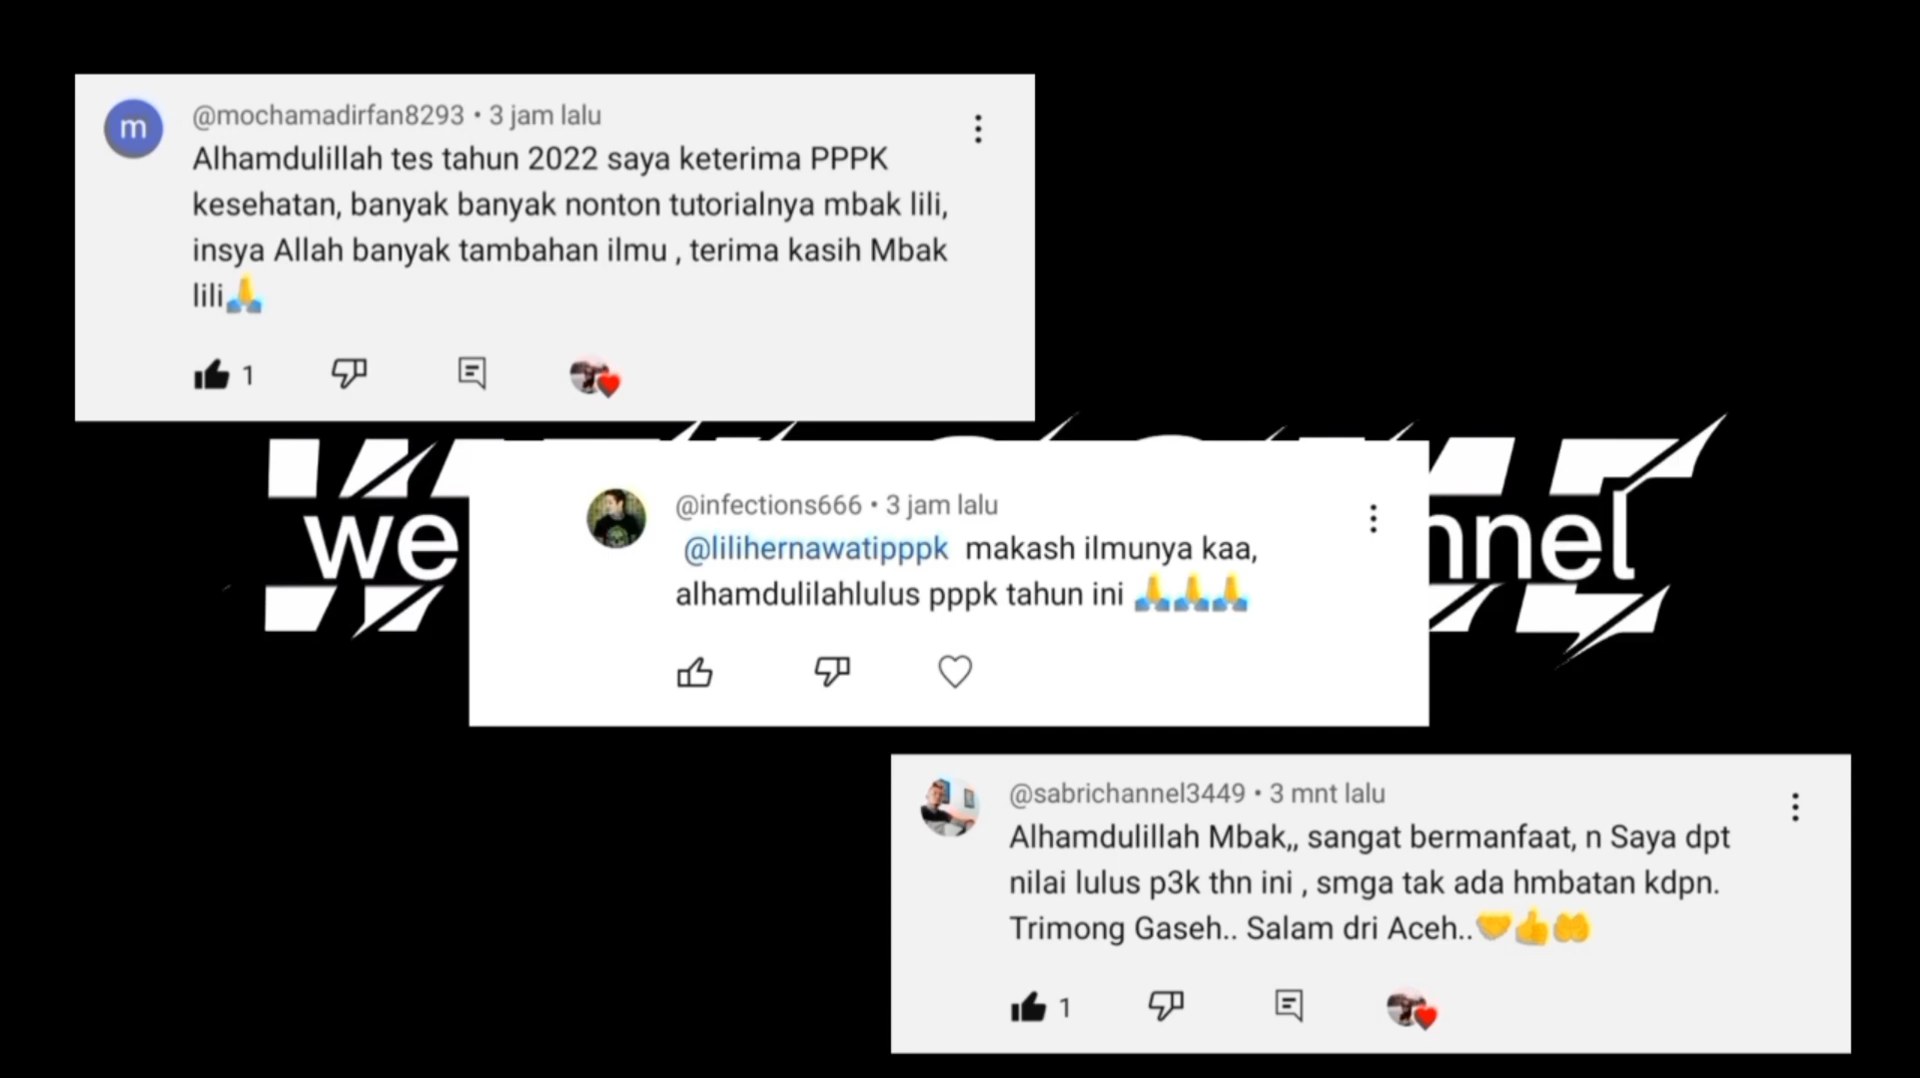 m
@mochamadirfan8293 • 3 jam lalu
Alhamdulillah tes tahun 2022 saya keterima PPPK
kesehatan, banyak banyak nonton tutorialnya mbak lili,
insya Allah banyak tambahan ilmu , terima kasih Mbak
lili🙏
1
we
nnel
@infections666 • 3 jam lalu
@lilihernawatipppk makash ilmunya kaa,
alhamdulilahlulus pppk tahun ini 🙏🙏🙏
@sabrichannel3449 • 3 mnt lalu
Alhamdulillah Mbak,, sangat bermanfaat, n Saya dpt
nilai lulus p3k thn ini , smga tak ada hmbatan kdpn.
Trimong Gaseh.. Salam dri Aceh..🤝👍🤲
1